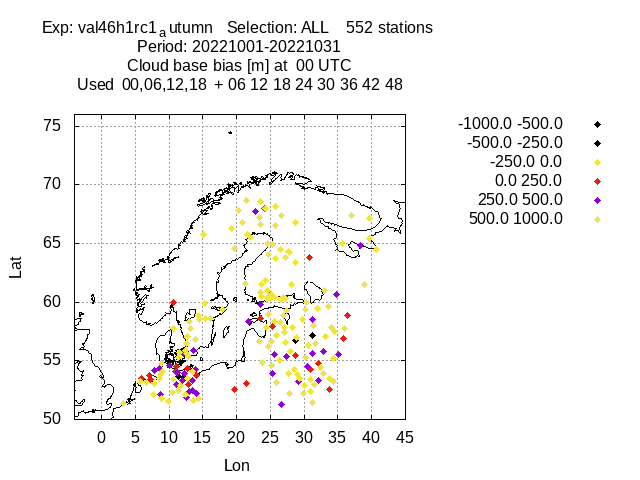 Exp: val46h1rc1a utumn Selection: ALL 552 stations
Period: 20221001-20221031
Cloud base bias [m] at 00 UTC
Used 00,06,12,18 + 06 12 18 24 30 36 42 48
-1000.0 -500.0
-500.0 -250.0
-250.0 0.0
0.0 250.0
250.0 500.0
500.0 1000.0
75
70
65
60
55
50
Lat
0 5 10 15 20 25 30 35 40 45
Lon